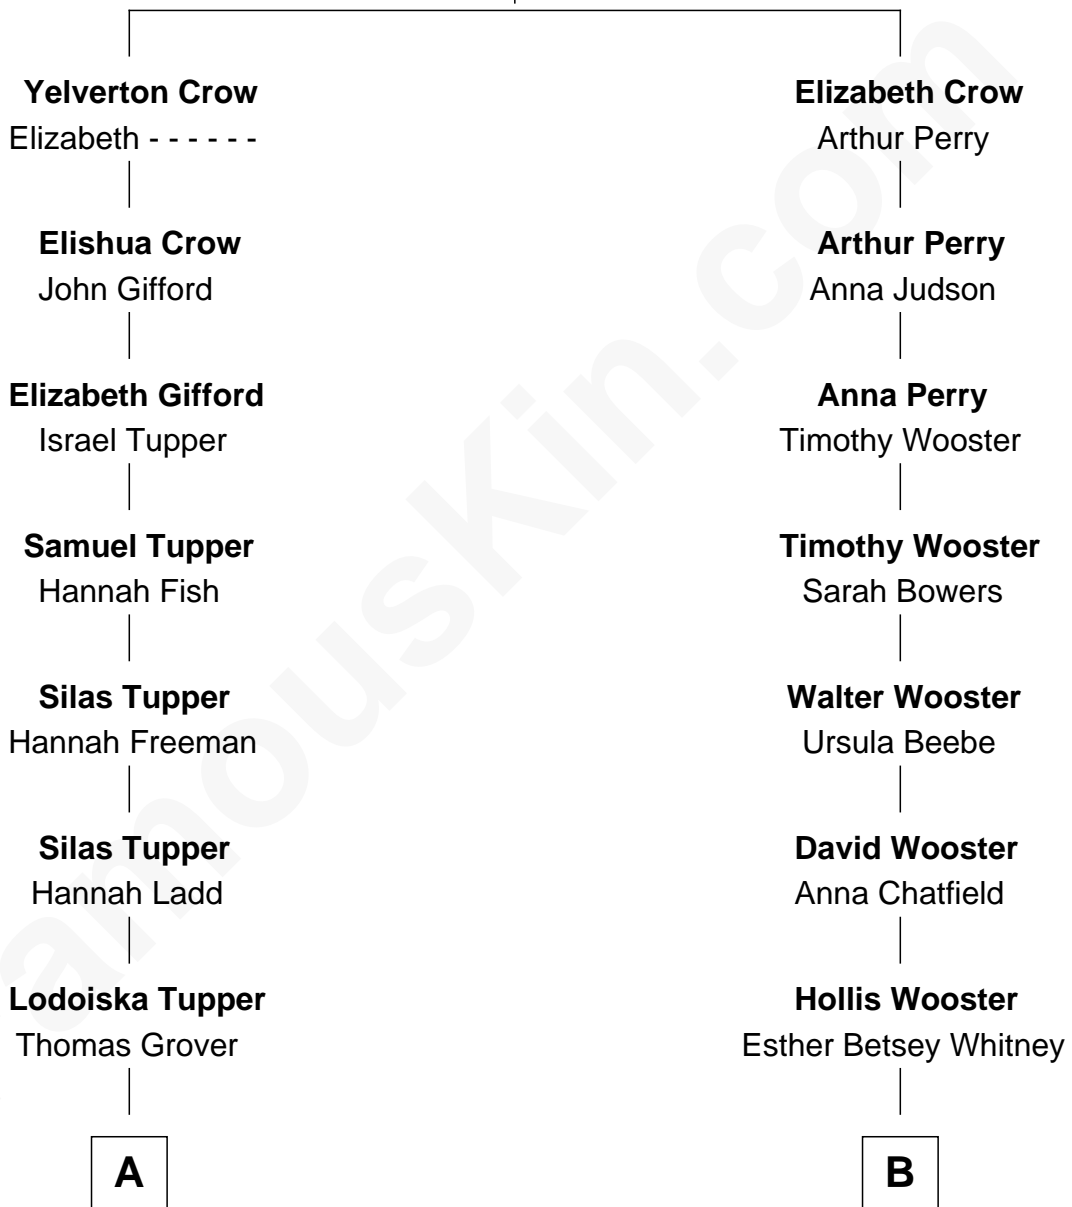 Yelverton Crow
Elizabeth - - - - - -
Elishua Crow
John Gifford
Elizabeth Gifford
Israel Tupper
Samuel Tupper
Hannah Fish
Silas Tupper
Hannah Freeman
Silas Tupper
Hannah Ladd
Lodoiska Tupper
Thomas Grover
A
Elizabeth Crow
Arthur Perry
Arthur Perry
Anna Judson
Anna Perry
Timothy Wooster
Timothy Wooster
Sarah Bowers
Walter Wooster
Ursula Beebe
David Wooster
Anna Chatfield
Hollis Wooster
Esther Betsey Whitney
B
amousKin.com